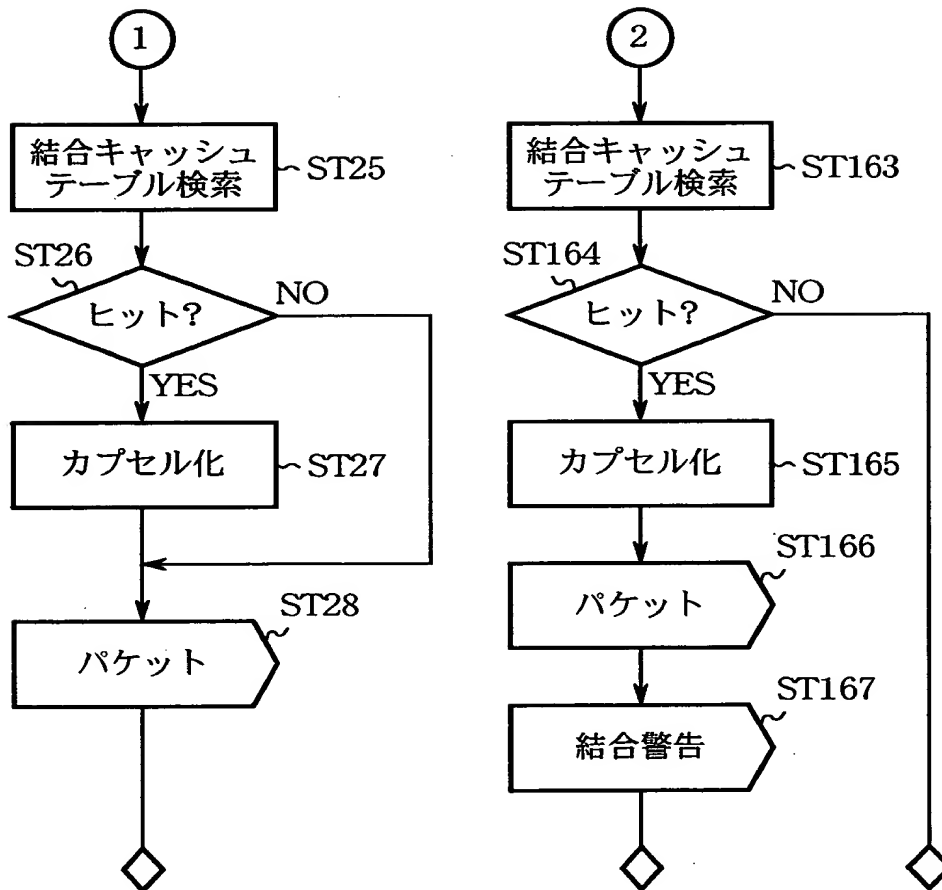 1
結合キャッシュ
テーブル検索
ST25
ST26
ヒット?
NO
YES
カプセル化
ST27
ST28
パケット
2
結合キャッシュ
テーブル検索
ST163
ST164
ヒット?
NO
YES
カプセル化
ST165
ST166
パケット
ST167
結合警告